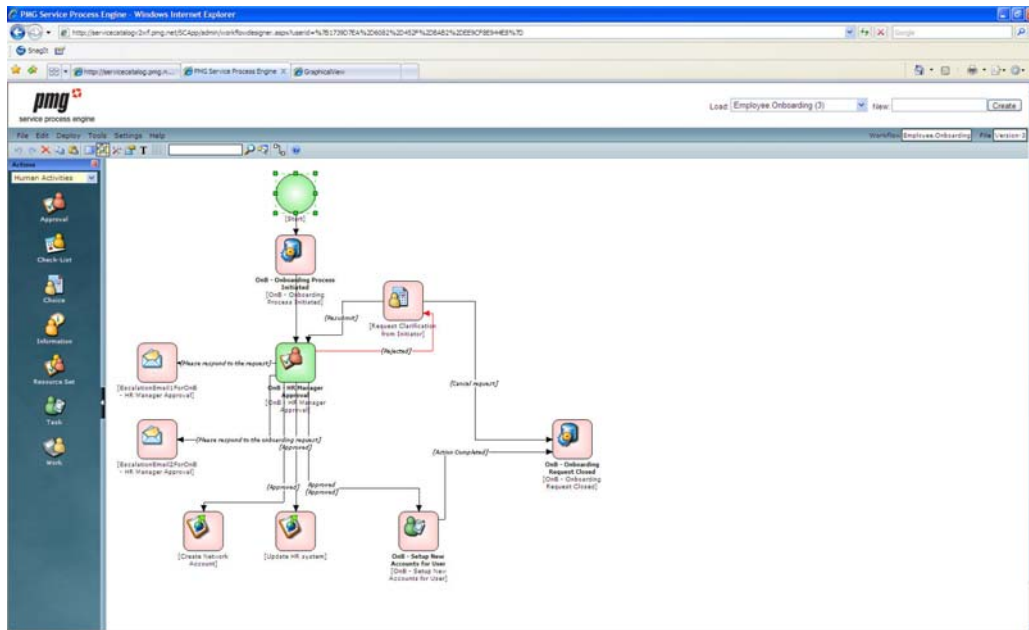 PMG Service Process Engine - Windows Internet Explorer
SnagIt
http://servicecatalog.pmg.n...
PMG Service Process Engine
GraphicalView
Google
pmg
service process engine
Load: Employee Onboarding (3)
New:
Create
File Edit Deploy Tools Settings Help
Workflow Employee.Onboarding File Version-3
Actions
Human Activities
Approval
Check-List
Choice
Information
Resource Set
Task
Work
[Start]
OnB - Onboarding Process
Initiated
[OnB - Onboarding
Process Initiated]
[Resubmit]
[Request Clarification
from Initiator]
[Rejected]
[Please respond to the request]
[EscalationEmail1ForOnB
- HR Manager Approval]
OnB - HR Manager
Approval
[OnB - HR Manager
Approval]
[Cancel request]
[Please respond to the onboarding request]
[Approved]
[EscalationEmail2ForOnB
- HR Manager Approval]
[Action Completed]
OnB - Onboarding
Request Closed
[OnB - Onboarding
Request Closed]
[Approved]
Approved
[Approved]
[Create Network
Account]
[Update HR system]
OnB - Setup New
Accounts for User
[OnB - Setup New
Accounts for User]